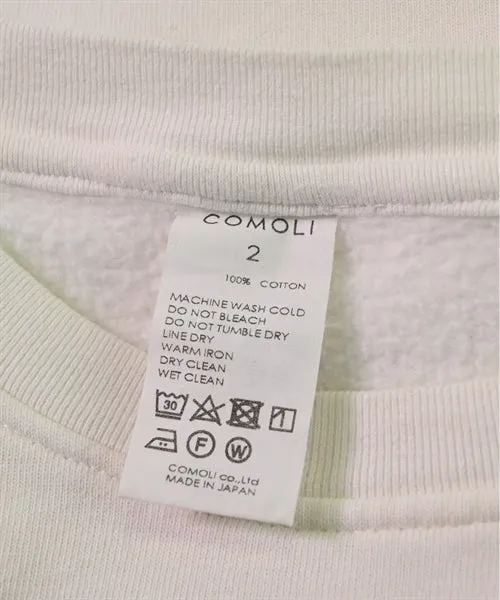 COMOLI
2
100% COTTON
MACHINE WASH COLD
DO NOT BLEACH
DO NOT TUMBLE DRY
LINE DRY
WARM IRON
DRY CLEAN
WET CLEAN
30
F W
COMOLI co.,Ltd
MADE IN JAPAN